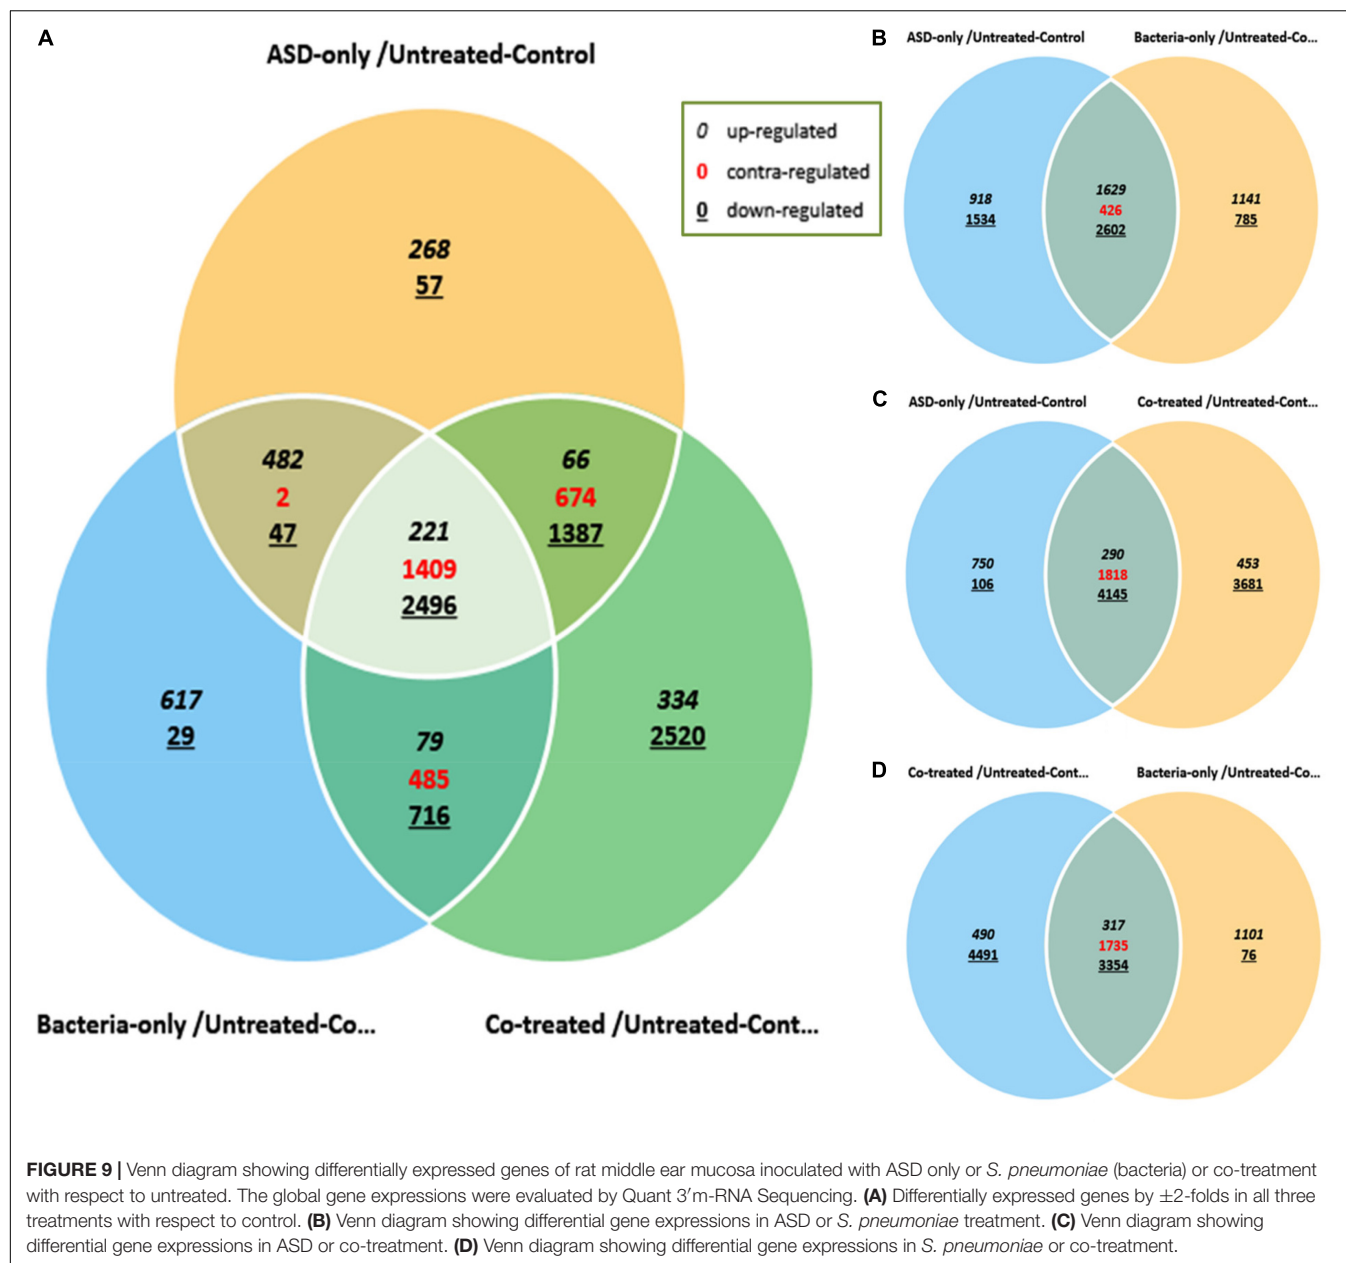 A
ASD-only /Untreated-Control
0 up-regulated
0 contra-regulated
0 down-regulated
268
57
482
2
47
66
674
1387
221
1409
2496
617
29
79
485
716
334
2520
Bacteria-only /Untreated-Co...
Co-treated /Untreated-Cont...
B
ASD-only /Untreated-Control
Bacteria-only /Untreated-Co...
918
1534
1629
426
2602
1141
785
C
ASD-only /Untreated-Control
Co-treated /Untreated-Cont...
750
106
290
1818
4145
453
3681
D
Co-treated /Untreated-Cont...
Bacteria-only /Untreated-Co...
490
4491
317
1735
3354
1101
76
FIGURE 9 | Venn diagram showing differentially expressed genes of rat middle ear mucosa inoculated with ASD only or S. pneumoniae (bacteria) or co-treatment
with respect to untreated. The global gene expressions were evaluated by Quant 3′m-RNA Sequencing. (A) Differentially expressed genes by ±2-folds in all three
treatments with respect to control. (B) Venn diagram showing differential gene expressions in ASD or S. pneumoniae treatment. (C) Venn diagram showing
differential gene expressions in ASD or co-treatment. (D) Venn diagram showing differential gene expressions in S. pneumoniae or co-treatment.